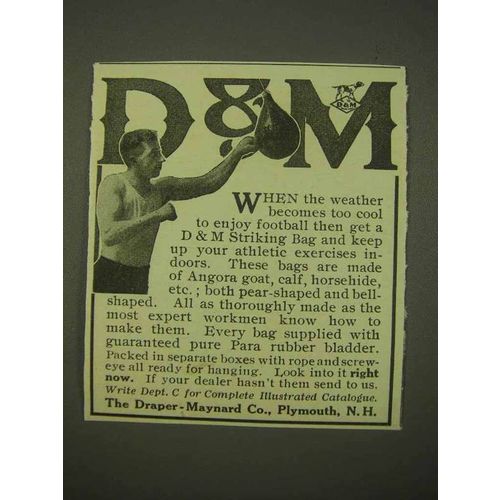 D&M
D&M
WHEN the weather
becomes too cool
to enjoy football then get a
D & M Striking Bag and keep
up your athletic exercises in-
doors. These bags are made
of Angora goat, calf, horsehide,
etc.; both pear-shaped and bell-
shaped. All as thoroughly made as the
most expert workmen know how to
make them. Every bag supplied with
guaranteed pure Para rubber bladder.
Packed in separate boxes with rope and screw-
eye all ready for hanging. Look into it right
now. If your dealer hasn't them send to us.
Write Dept. C for Complete Illustrated Catalogue.
The Draper-Maynard Co., Plymouth, N. H.